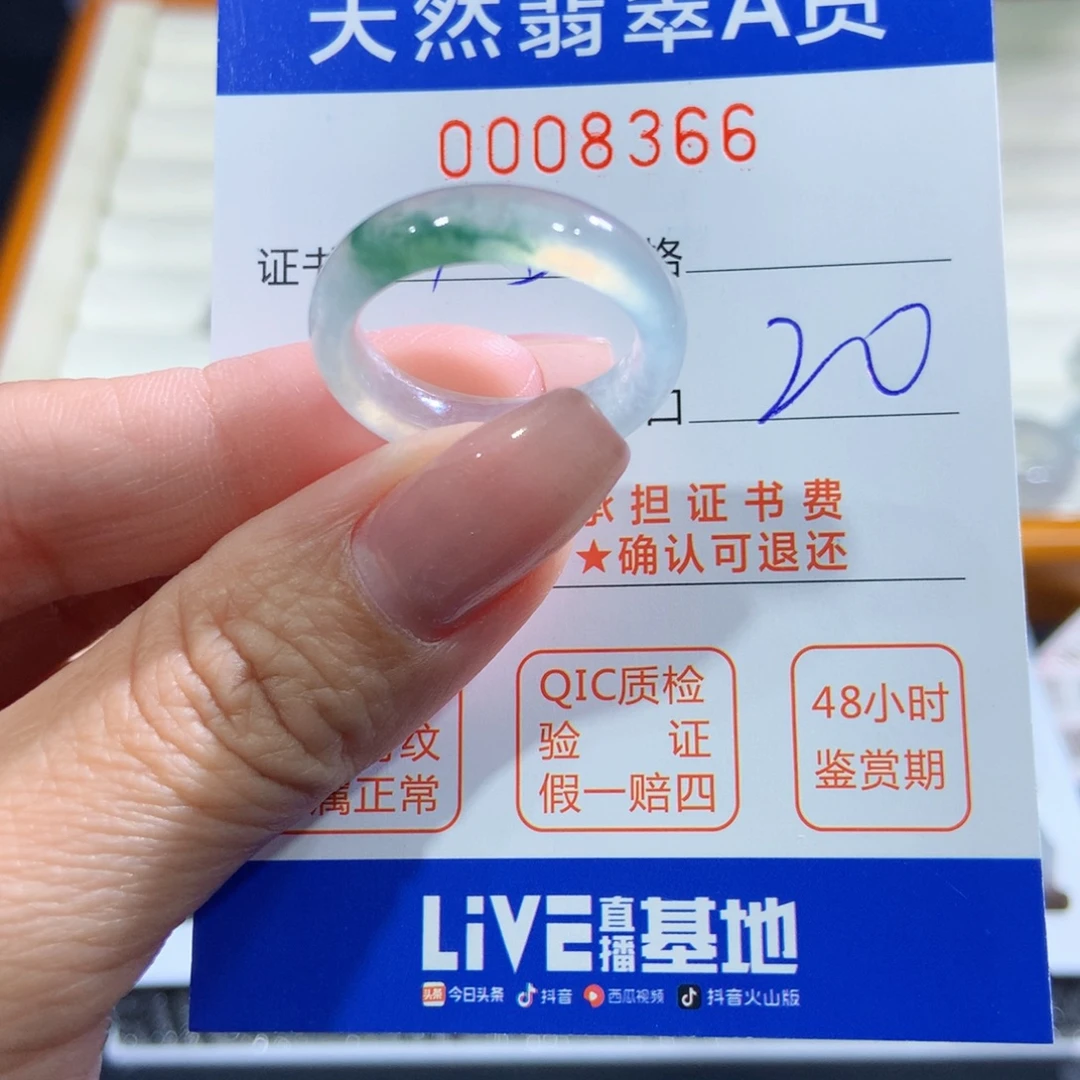 天然翡翠A货
0008366
证书
格
20
口
承担证书费
★确认可退还
纹
属正常
QIC质检
验 证
假一赔四
48小时
鉴赏期
LiVE直播基地
头条 今日头条 抖音 西瓜视频 抖音火山版